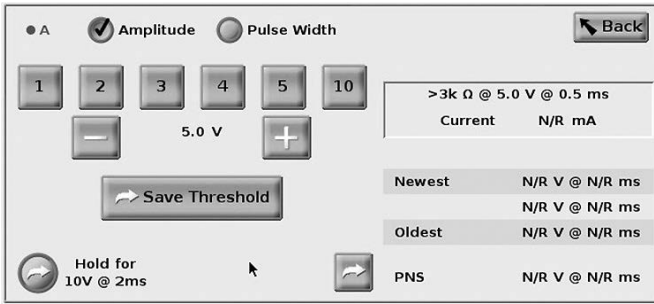 A Amplitude Pulse Width Back
1 2 3 4 5 10
5.0 V
Save Threshold
Hold for
10V @ 2ms
>3k Ω @ 5.0 V @ 0.5 ms
Current N/R mA
Newest N/R V @ N/R ms
N/R V @ N/R ms
Oldest N/R V @ N/R ms
PNS N/R V @ N/R ms